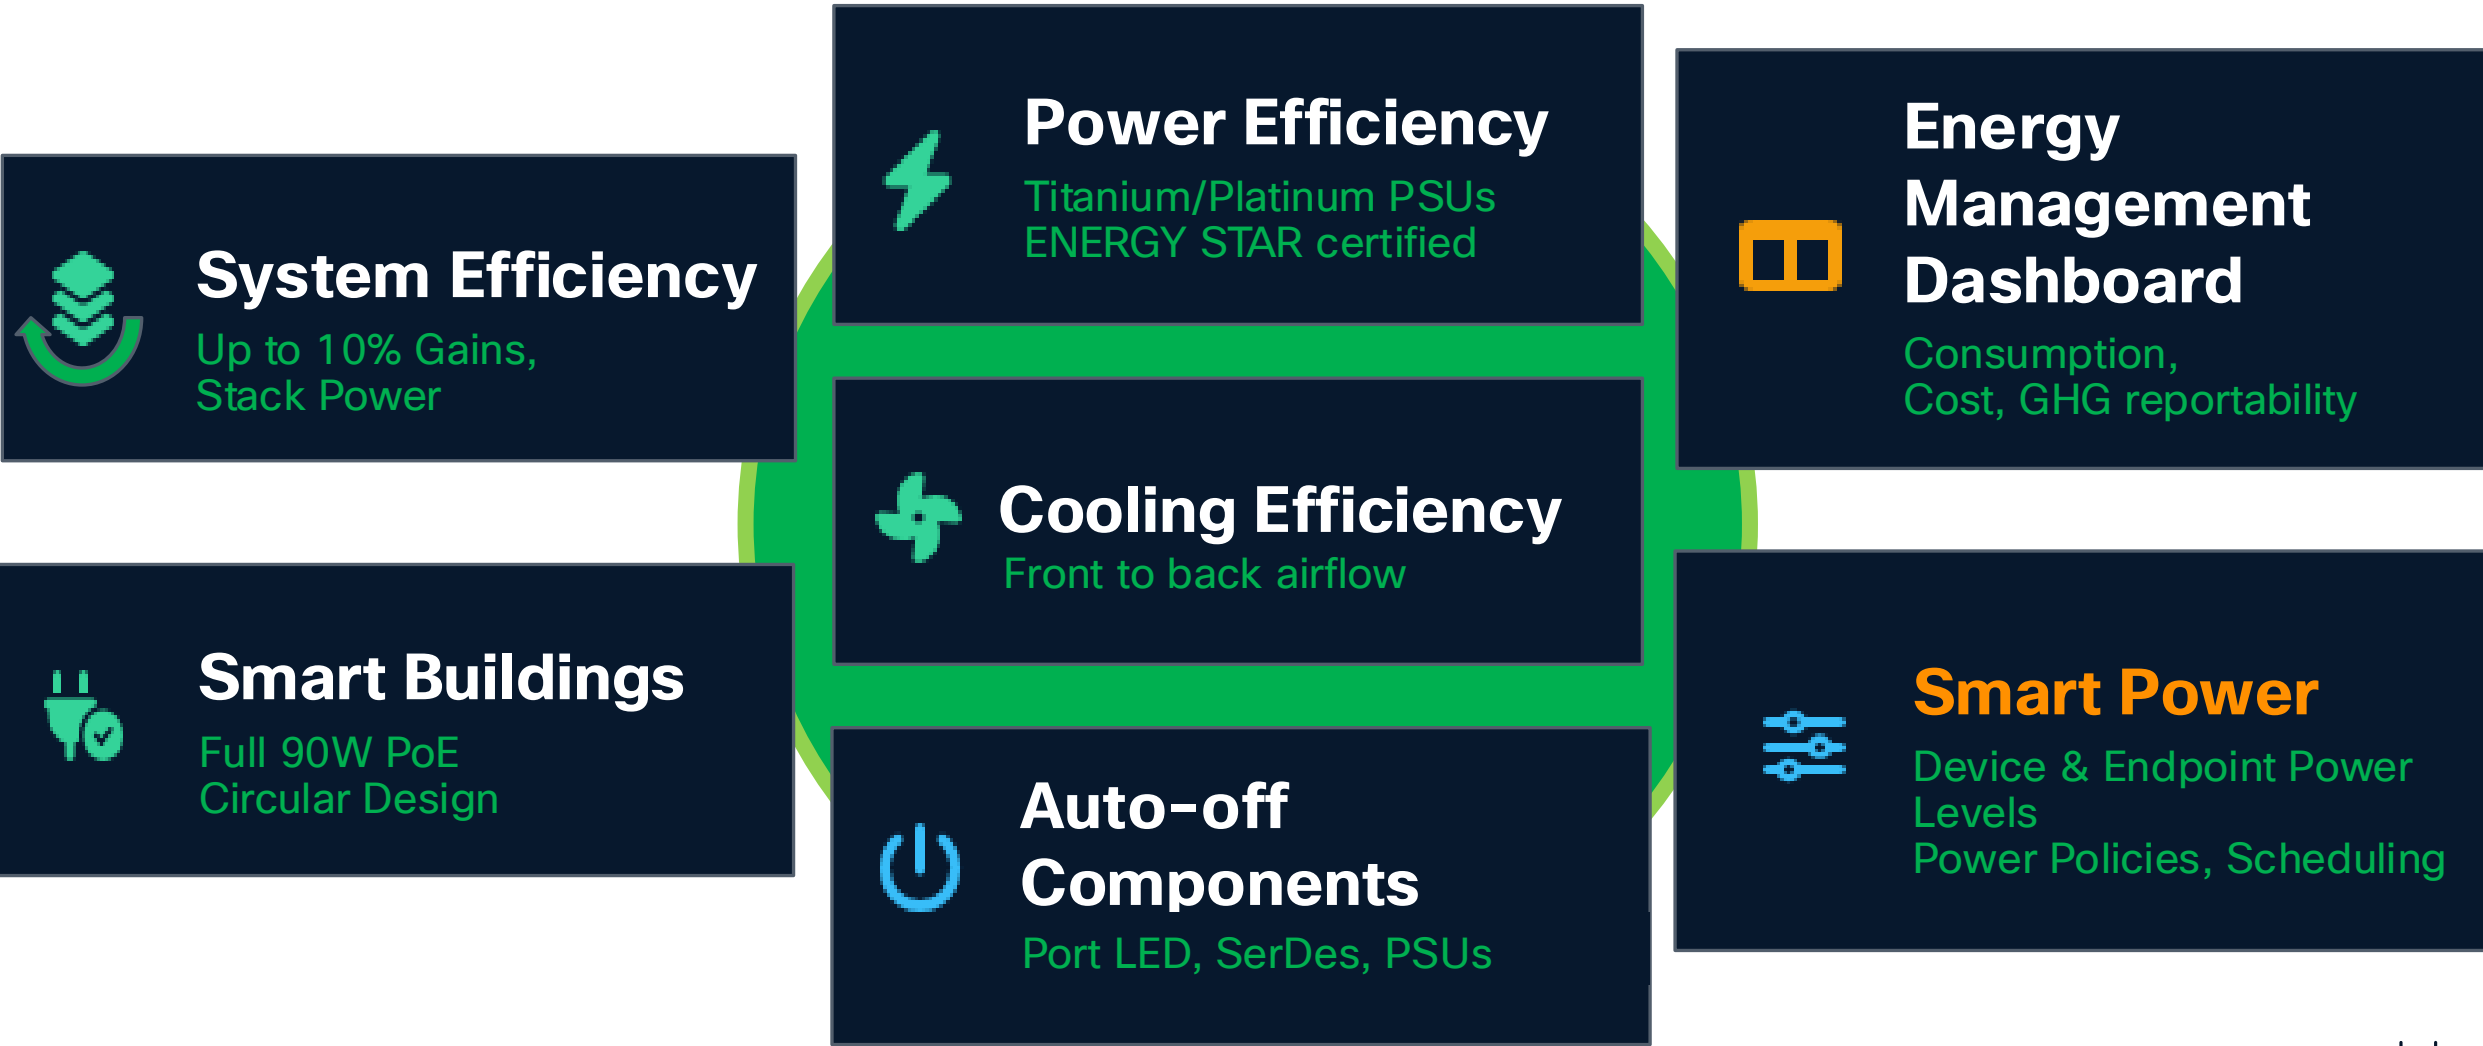 System Efficiency
Up to 10% Gains,
Stack Power
Smart Buildings
Full 90W PoE
Circular Design
Power Efficiency
Titanium/Platinum PSUs
ENERGY STAR certified
Cooling Efficiency
Front to back airflow
Auto-off
Components
Port LED, SerDes, PSUs
Energy
Management
Dashboard
Consumption,
Cost, GHG reportability
Smart Power
Device & Endpoint Power
Levels
Power Policies, Scheduling